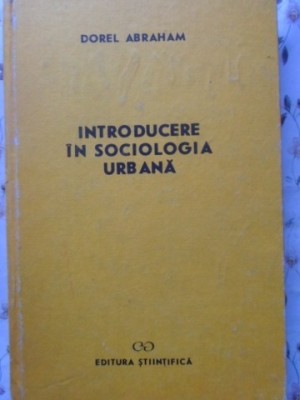 DOREL ABRAHAM
INTRODUCERE
ÎN SOCIOLOGIA
URBANĂ
EDITURA ȘTIINȚIFICĂ